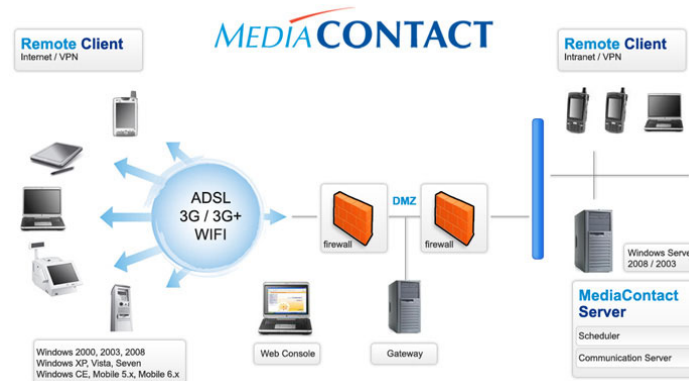 MEDIACONTACT
Remote Client
Internet / VPN
Remote Client
Intranet / VPN
ADSL
3G / 3G+
WIFI
DMZ
firewall
firewall
Windows Server
2008 / 2003
MediaContact
Server
Scheduler
Communication Server
Web Console
Gateway
Windows 2000, 2003, 2008
Windows XP, Vista, Seven
Windows CE, Mobile 5.x, Mobile 6.x